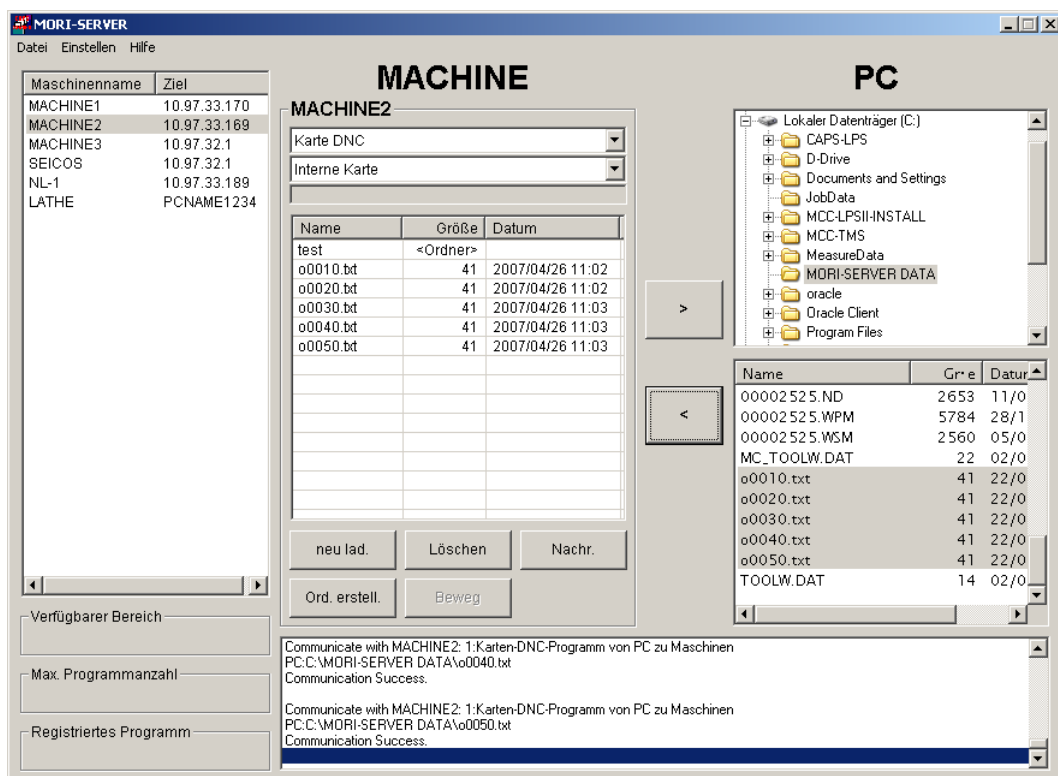 MORI-SERVER
Datei Einstellen Hilfe
Maschinenname Ziel
MACHINE1 10.97.33.170
MACHINE2 10.97.33.169
MACHINE3 10.97.32.1
SEICOS 10.97.32.1
NL-1 10.97.33.189
LATHE PCNAME1234
Verfügbarer Bereich
Max. Programmanzahl
Registriertes Programm
MACHINE
MACHINE2
Karte DNC
Interne Karte
Name Größe Datum
test <Ordner>
o0010.txt 41 2007/04/26 11:02
o0020.txt 41 2007/04/26 11:02
o0030.txt 41 2007/04/26 11:03
o0040.txt 41 2007/04/26 11:03
o0050.txt 41 2007/04/26 11:03
neu lad. Löschen Nachr.
Ord. erstell. Beweg
>
<
PC
Lokaler Datenträger (C:)
CAPS-LPS
D-Drive
Documents and Settings
JobData
MCC-LPSII-INSTALL
MCC-TMS
MeasureData
MORI-SERVER DATA
oracle
Oracle Client
Program Files
Name Gr·e Datur
00002525.ND 2653 11/0
00002525.WPM 5784 28/1
00002525.WSM 2560 05/0
MC_TOOLW.DAT 22 02/0
o0010.txt 41 22/0
o0020.txt 41 22/0
o0030.txt 41 22/0
o0040.txt 41 22/0
o0050.txt 41 22/0
TOOLW.DAT 14 02/0
Communicate with MACHINE2: 1:Karten-DNC-Programm von PC zu Maschinen
PC:C:\MORI-SERVER DATA\o0040.txt
Communication Success.
Communicate with MACHINE2: 1:Karten-DNC-Programm von PC zu Maschinen
PC:C:\MORI-SERVER DATA\o0050.txt
Communication Success.